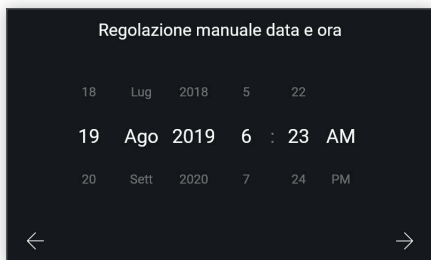 Regolazione manuale data e ora
18 Lug 2018 5 22
19 Ago 2019 6 : 23 AM
20 Sett 2020 7 24 PM